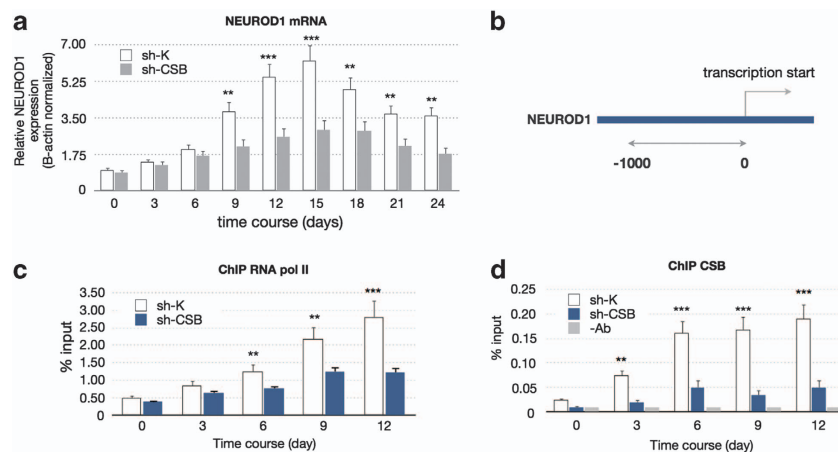 a
NEUROD1 mRNA
Relative NEUROD1
expression
(B-actin normalized)
7.00
5.25
3.50
1.75
0
sh-K
sh-CSB
** *** *** ** ** **
0 3 6 9 12 15 18 21 24
time course (days)
b
transcription start
NEUROD1
-1000 0
c
ChIP RNA pol II
% input
3.50
3.00
2.50
2.00
1.50
1.00
0.50
0
sh-K
sh-CSB
** ** ***
0 3 6 9 12
Time course (day)
d
ChIP CSB
% input
0.25
0.20
0.15
0.10
0.05
0
sh-K
sh-CSB
-Ab
** *** *** ***
0 3 6 9 12
Time course (day)